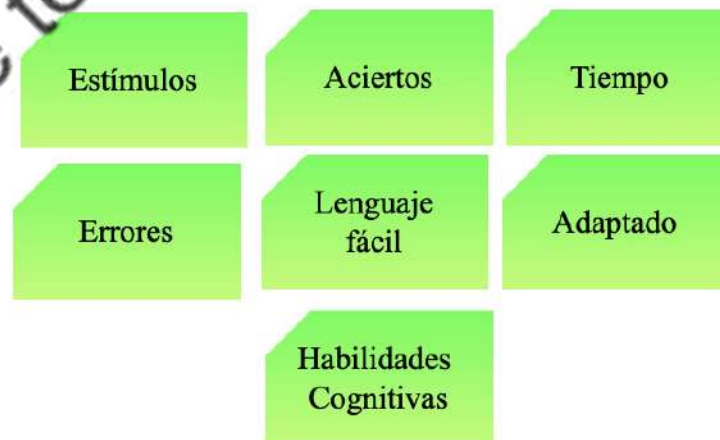 Estímulos
Aciertos
Tiempo
Errores
Lenguaje
fácil
Adaptado
Habilidades
Cognitivas